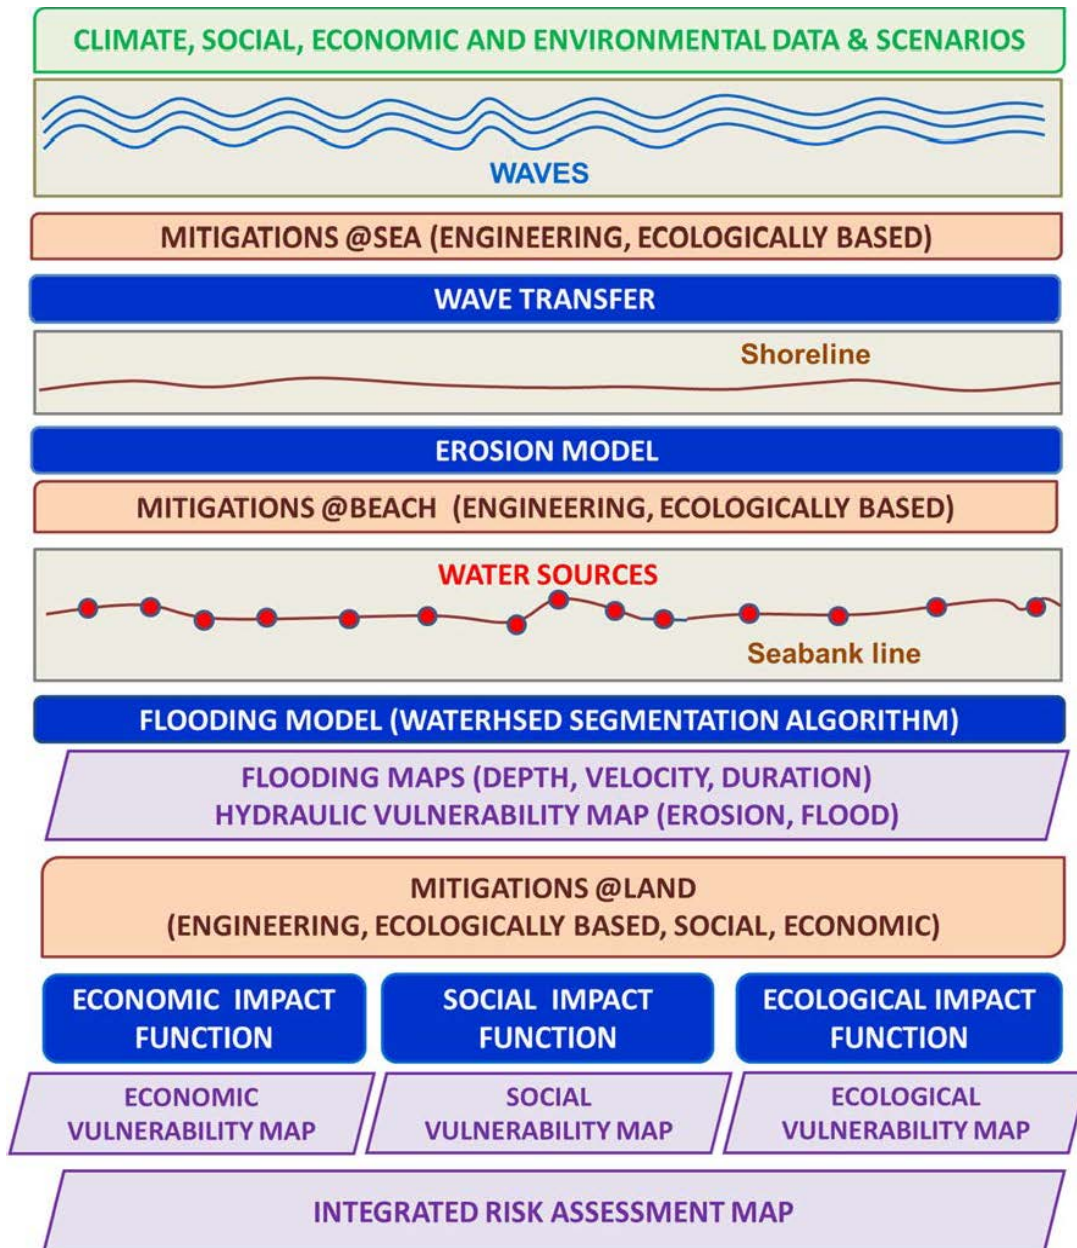 CLIMATE, SOCIAL, ECONOMIC AND ENVIRONMENTAL DATA & SCENARIOS
WAVES
MITIGATIONS @SEA (ENGINEERING, ECOLOGICALLY BASED)
WAVE TRANSFER
Shoreline
EROSION MODEL
MITIGATIONS @BEACH (ENGINEERING, ECOLOGICALLY BASED)
WATER SOURCES
Seabank line
FLOODING MODEL (WATERHSED SEGMENTATION ALGORITHM)
FLOODING MAPS (DEPTH, VELOCITY, DURATION)
HYDRAULIC VULNERABILITY MAP (EROSION, FLOOD)
MITIGATIONS @LAND
(ENGINEERING, ECOLOGICALLY BASED, SOCIAL, ECONOMIC)
ECONOMIC IMPACT
FUNCTION
SOCIAL IMPACT
FUNCTION
ECOLOGICAL IMPACT
FUNCTION
ECONOMIC
VULNERABILITY MAP
SOCIAL
VULNERABILITY MAP
ECOLOGICAL
VULNERABILITY MAP
INTEGRATED RISK ASSESSMENT MAP